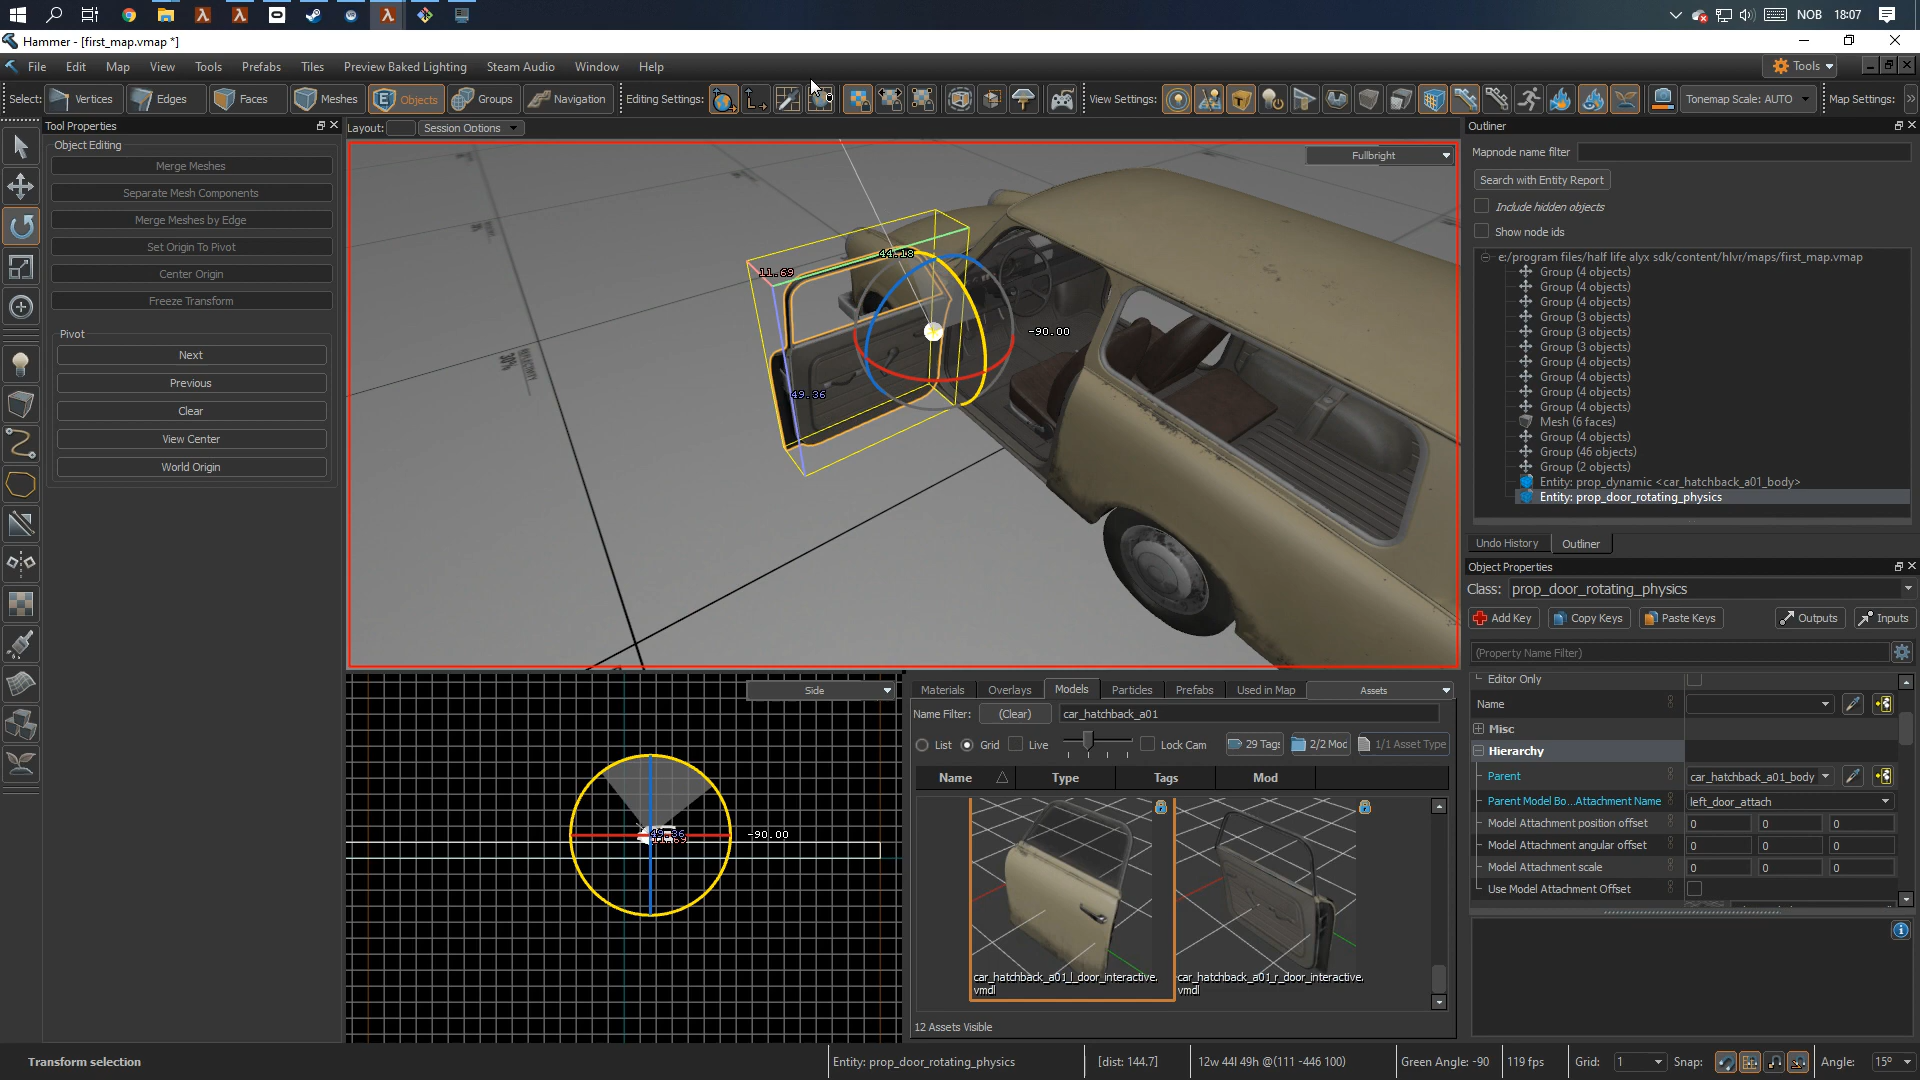 NOB 18:07
Hammer - [first_map.vmap *]
File Edit Map View Tools Prefabs Tiles Preview Baked Lighting Steam Audio Window Help
Tools
Select: Vertices Edges Faces Meshes Objects Groups Navigation Editing Settings: View Settings: Tonemap Scale: AUTO Map Settings:
Tool Properties
Object Editing
Merge Meshes
Separate Mesh Components
Merge Meshes by Edge
Set Origin To Pivot
Center Origin
Freeze Transform
Pivot
Next
Previous
Clear
View Center
World Origin
Layout: Session Options
Fullbright
44.18
11.69
-90.00
49.36
30%
Side
49.36
11.69
-90.00
Materials Overlays Models Particles Prefabs Used in Map Assets
Name Filter: (Clear) car_hatchback_a01
List Grid Live Lock Cam 29 Tags 2/2 Mod 1/1 Asset Type
Name Type Tags Mod
car_hatchback_a01_l_door_interactive.
vmdl
car_hatchback_a01_r_door_interactive.
vmdl
12 Assets Visible
Outliner
Mapnode name filter
Search with Entity Report
Include hidden objects
Show node ids
e:/program files/half life alyx sdk/content/hlvr/maps/first_map.vmap
Group (4 objects)
Group (4 objects)
Group (4 objects)
Group (3 objects)
Group (3 objects)
Group (3 objects)
Group (4 objects)
Group (4 objects)
Group (4 objects)
Group (4 objects)
Mesh (6 faces)
Group (4 objects)
Group (46 objects)
Group (2 objects)
Entity: prop_dynamic <car_hatchback_a01_body>
Entity: prop_door_rotating_physics
Undo History Outliner
Object Properties
Class: prop_door_rotating_physics
Add Key Copy Keys Paste Keys Outputs Inputs
(Property Name Filter)
Editor Only
Name
Misc
Hierarchy
Parent car_hatchback_a01_body
Parent Model Bo...Attachment Name left_door_attach
Model Attachment position offset 0 0 0
Model Attachment angular offset 0 0 0
Model Attachment scale 0 0 0
Use Model Attachment Offset
Transform selection Entity: prop_door_rotating_physics [dist: 144.7] 12w 44l 49h @(111 -446 100) Green Angle: -90 119 fps Grid: 1 Snap: Angle: 15°